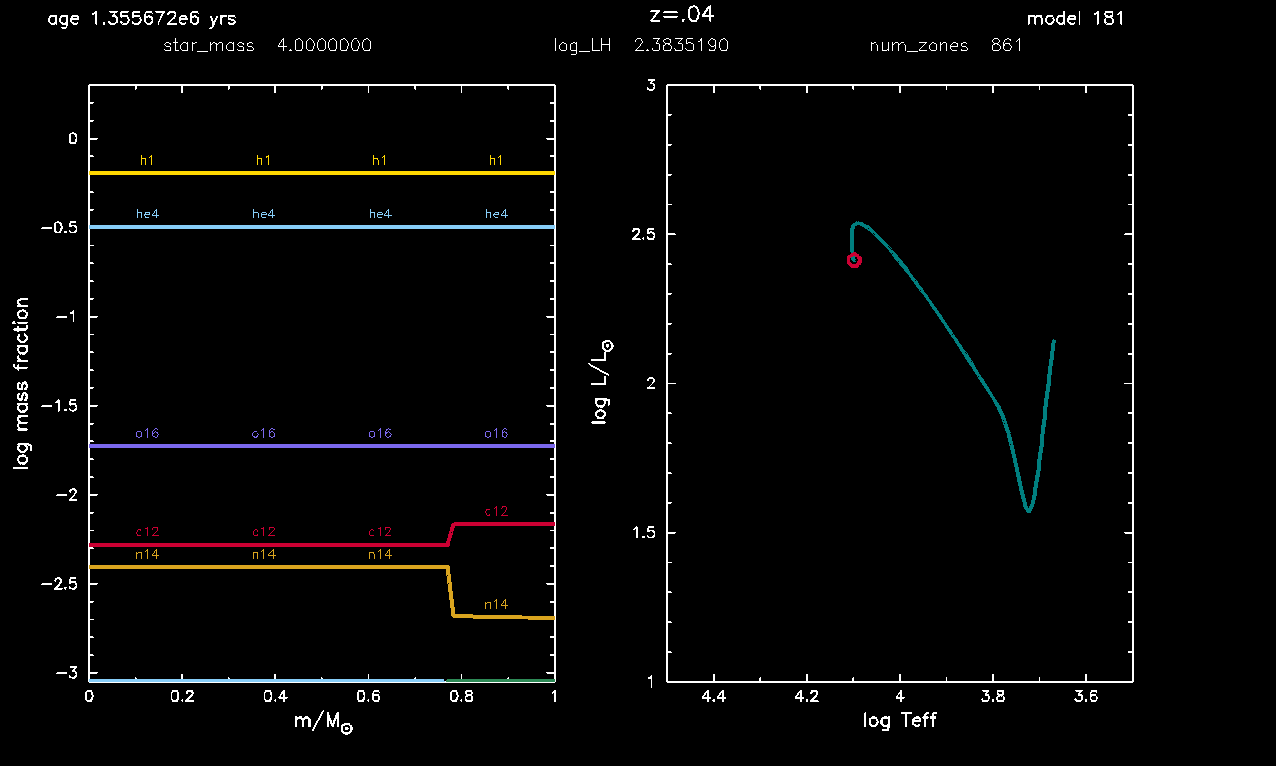 age 1.355672e6 yrs z=.04 model 181
star_mass 4.0000000 log_LH 2.3835190 num_zones 861
log mass fraction
0
−0.5
−1
−1.5
−2
−2.5
−3
h1 h1 h1 h1
he4 he4 he4 he4
o16 o16 o16 o16
c12 c12 c12 c12
n14 n14 n14 n14
0 0.2 0.4 0.6 0.8 1
m/M⊙
log L/L⊙
3
2.5
2
1.5
1
4.4 4.2 4 3.8 3.6
log Teff